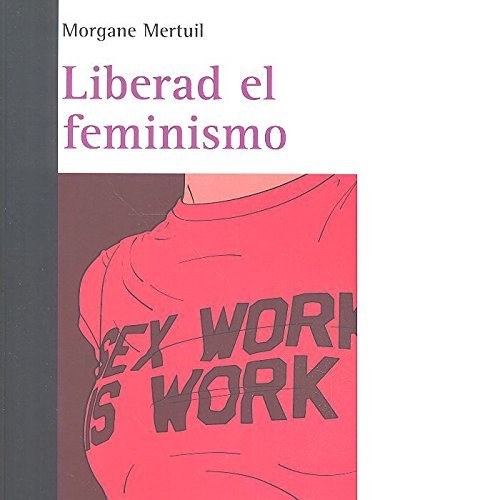 Morgane Mertuil
Liberad el
feminismo
SEX WORK
IS WORK